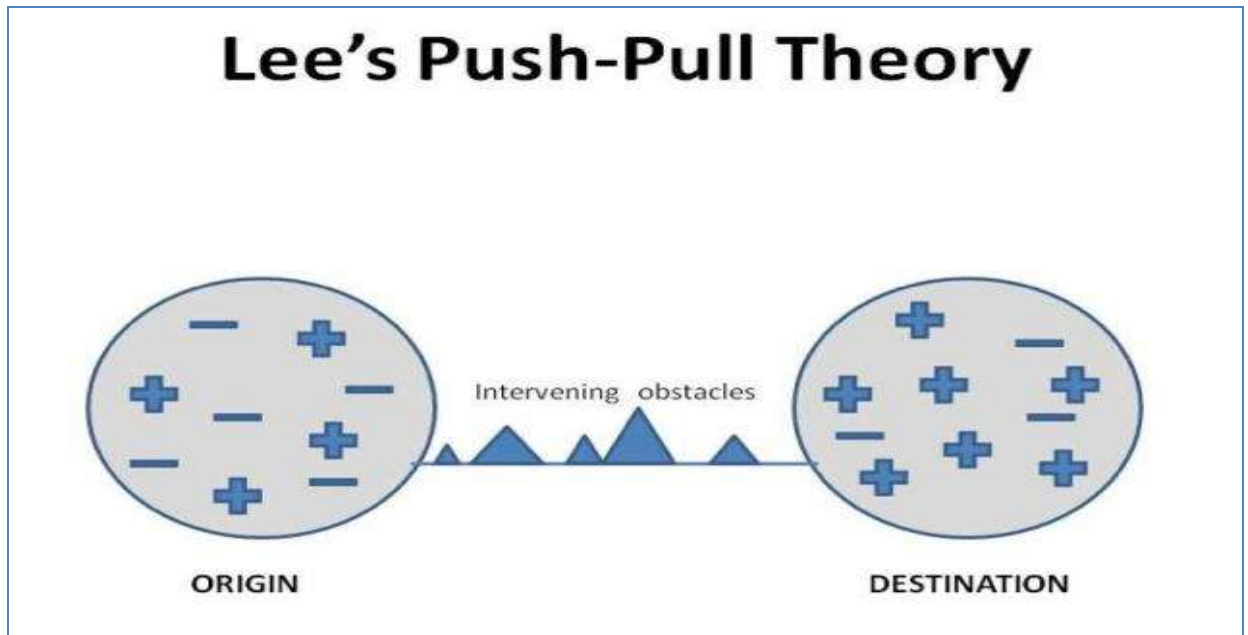 Lee's Push-Pull Theory
Intervening obstacles
ORIGIN
DESTINATION